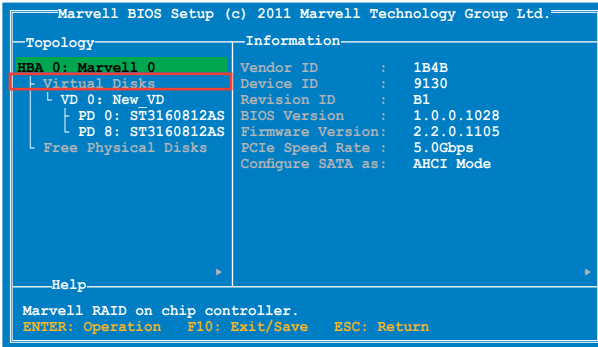 Marvell BIOS Setup (c) 2011 Marvell Technology Group Ltd.
Topology
HBA 0: Marvell 0
Virtual Disks
VD 0: New_VD
PD 0: ST3160812AS
PD 8: ST3160812AS
Free Physical Disks
Information
Vendor ID : 1B4B
Device ID : 9130
Revision ID : B1
BIOS Version : 1.0.0.1028
Firmware Version: 2.2.0.1105
PCIe Speed Rate : 5.0Gbps
Configure SATA as: AHCI Mode
Help
Marvell RAID on chip controller.
ENTER: Operation F10: Exit/Save ESC: Return